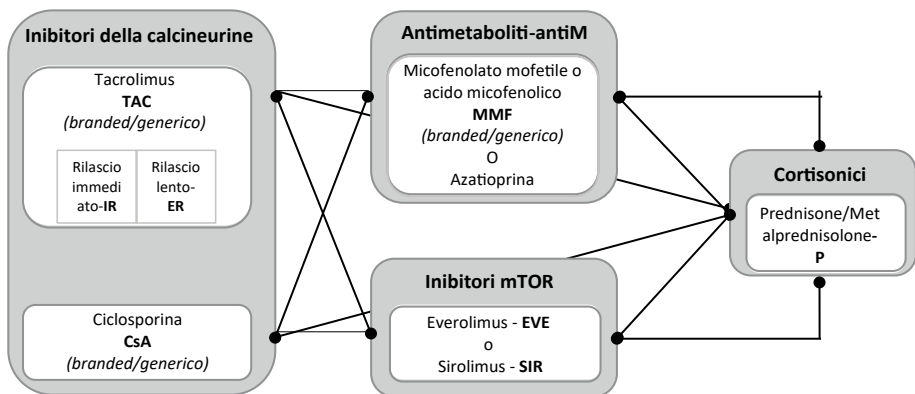 Inibitori della calcineurine
Tacrolimus
TAC
(branded/generico)
Rilascio
immedi
ato-IR
Rilascio
lento-
ER
Ciclosporina
CsA
(branded/generico)
Antimetaboliti-antiM
Micofenolato mofetile o
acido micofenolico
MMF
(branded/generico)
O
Azatioprina
Inibitori mTOR
Everolimus - EVE
o
Sirolimus - SIR
Cortisonici
Prednisone/Met
alprednisolone-
P